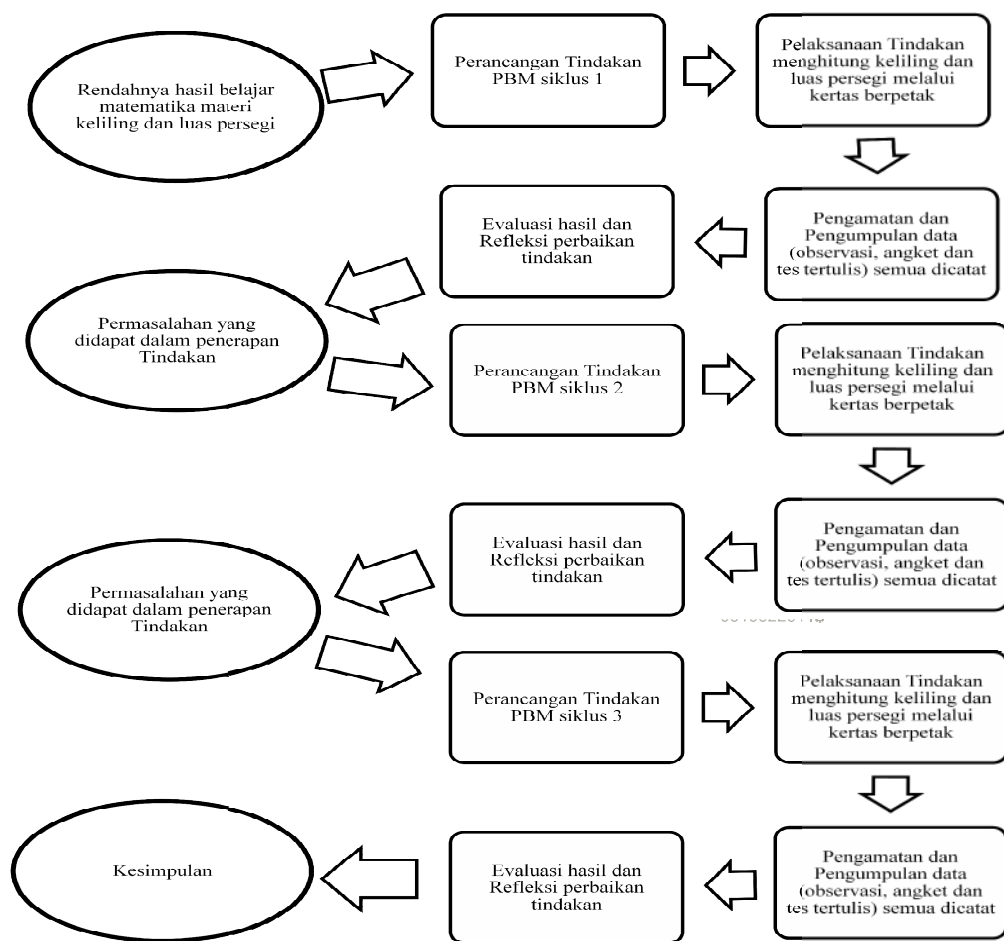 Rendahnya hasil belajar
matematika materi
keliling dan luas persegi
Perancangan Tindakan
PBM siklus 1
Pelaksanaan Tindakan
menghitung keliling dan
luas persegi melalui
kertas berpetak
Pengamatan dan
Pengumpulan data
(observasi, angket dan
tes tertulis) semua dicatat
Evaluasi hasil dan
Refleksi perbaikan
tindakan
Permasalahan yang
didapat dalam penerapan
Tindakan
Perancangan Tindakan
PBM siklus 2
Pelaksanaan Tindakan
menghitung keliling dan
luas persegi melalui
kertas berpetak
Pengamatan dan
Pengumpulan data
(observasi, angket dan
tes tertulis) semua dicatat
Evaluasi hasil dan
Refleksi perbaikan
tindakan
Permasalahan yang
didapat dalam penerapan
Tindakan
Perancangan Tindakan
PBM siklus 3
Pelaksanaan Tindakan
menghitung keliling dan
luas persegi melalui
kertas berpetak
Pengamatan dan
Pengumpulan data
(observasi, angket dan
tes tertulis) semua dicatat
Evaluasi hasil dan
Refleksi perbaikan
tindakan
Kesimpulan